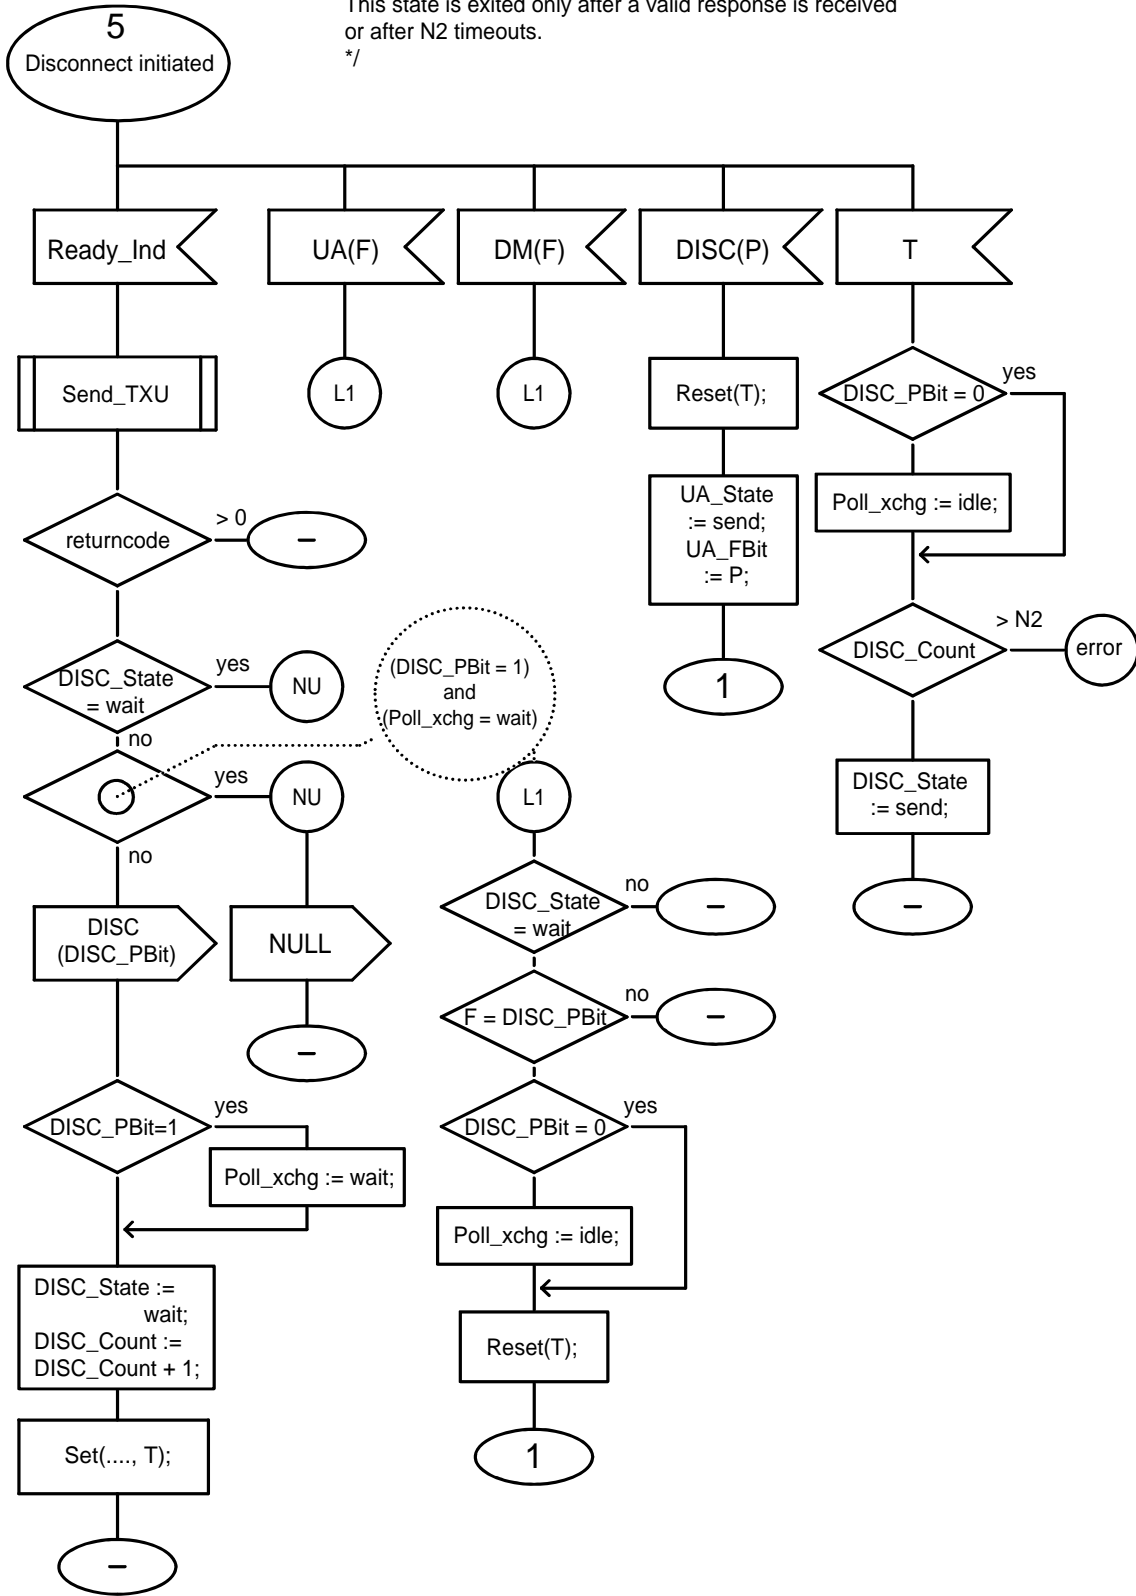 This state is exited only after a valid response is received
or after N2 timeouts.
*/
5
Disconnect initiated
Ready_Ind
UA(F)
DM(F)
DISC(P)
T
Send_TXU
L1
L1
Reset(T);
DISC_PBit = 0
yes
UA_State
:= send;
UA_FBit
:= P;
Poll_xchg := idle;
returncode
> 0
–
DISC_Count
> N2
error
DISC_State
= wait
yes
NU
(DISC_PBit = 1)
and
(Poll_xchg = wait)
1
no
yes
NU
L1
DISC_State
:= send;
no
DISC_State
= wait
no
–
–
DISC
(DISC_PBit)
NULL
F = DISC_PBit
no
–
–
DISC_PBit=1
yes
DISC_PBit = 0
yes
Poll_xchg := wait;
Poll_xchg := idle;
DISC_State :=
wait;
DISC_Count :=
DISC_Count + 1;
Reset(T);
Set(...., T);
1
–